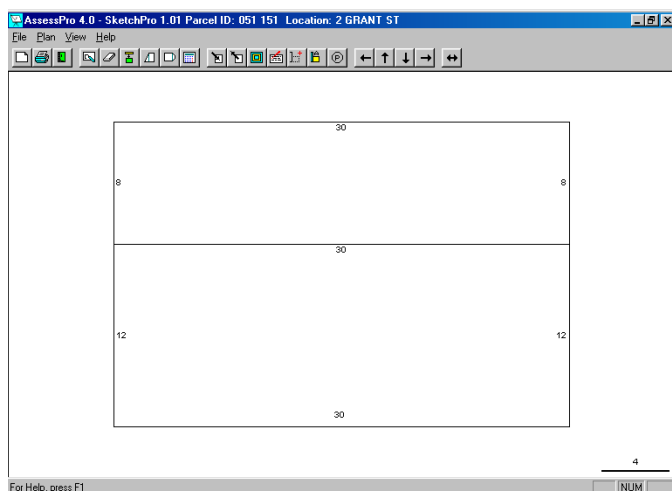 AssessPro 4.0 - SketchPro 1.01 Parcel ID: 051 151 Location: 2 GRANT ST
File Plan View Help
P
30
8 8
30
12 12
30
4
For Help, press F1 NUM